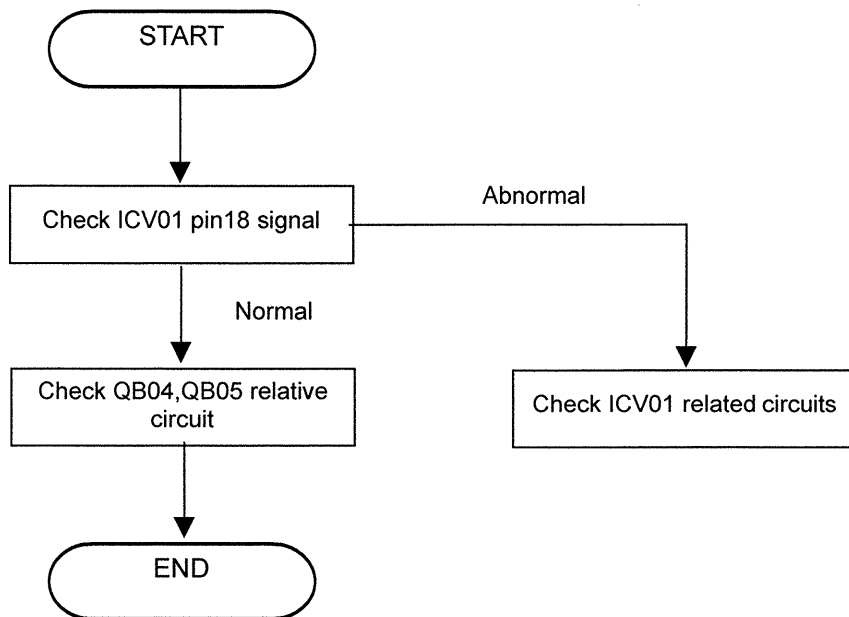 START
Check ICV01 pin18 signal
Abnormal
Normal
Check QB04,QB05 relative
circuit
Check ICV01 related circuits
END